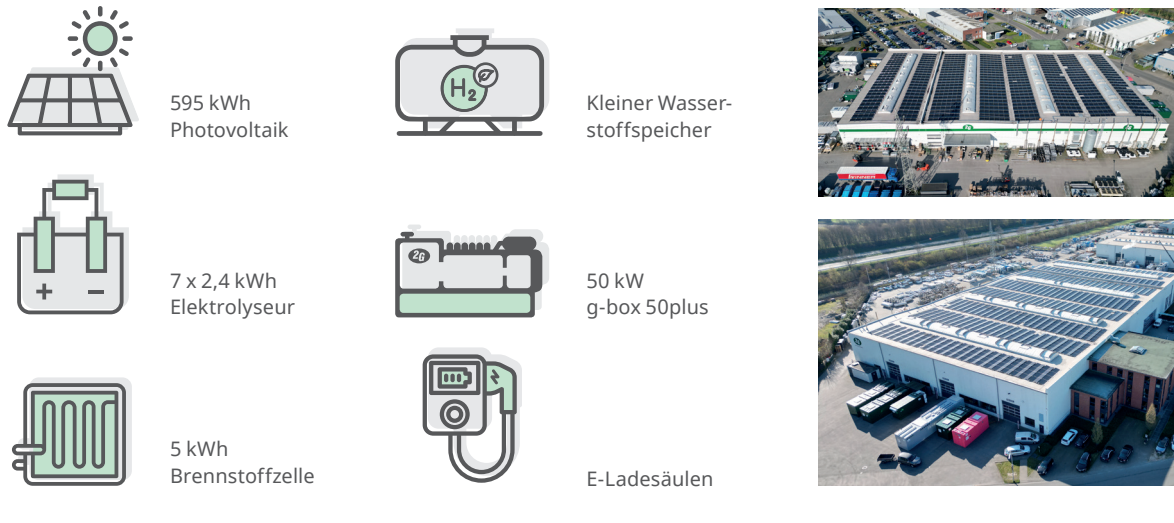 595 kWh
Photovoltaik
H2
Kleiner Wasser-
stoffspeicher
7 x 2,4 kWh
Elektrolyseur
+ −
2G
50 kW
g-box 50plus
5 kWh
Brennstoffzelle
E-Ladesäulen